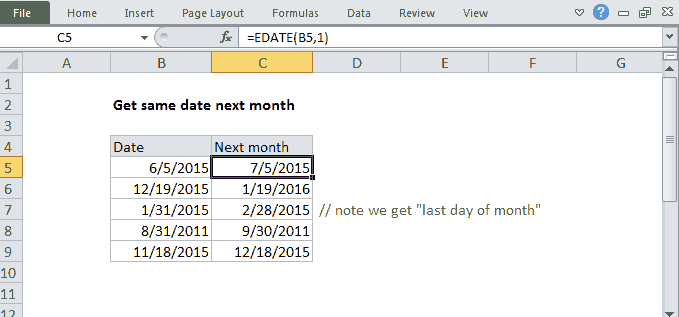 File Home Insert Page Layout Formulas Data Review View ?
C5 fx =EDATE(B5,1)
A B C D E F G
1
2 Get same date next month
3
4 Date Next month
5 6/5/2015 7/5/2015
6 12/19/2015 1/19/2016
7 1/31/2015 2/28/2015 // note we get "last day of month"
8 8/31/2011 9/30/2011
9 11/18/2015 12/18/2015
10
11
12